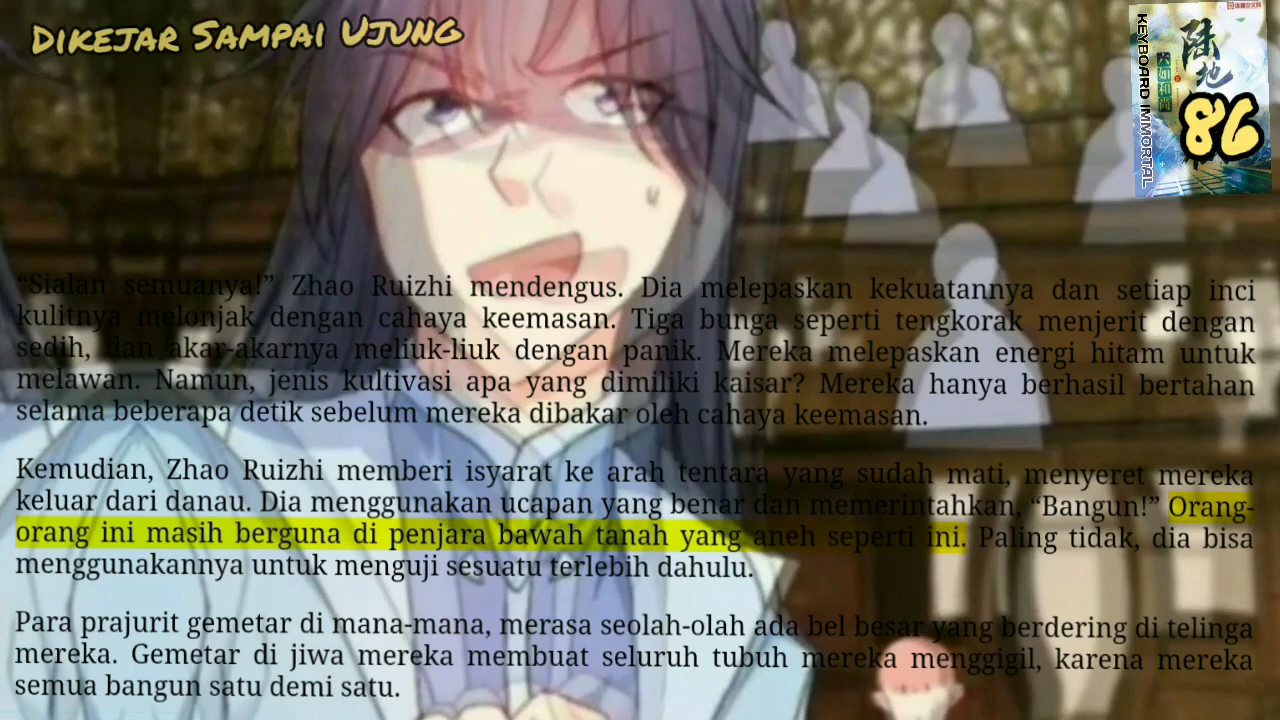 Dikejar Sampai Ujung
KEYBOARD IMMORTAL
陆地
86
“Sialan semuanya!” Zhao Ruizhi mendengus. Dia melepaskan kekuatannya dan setiap inci
kulitnya melonjak dengan cahaya keemasan. Tiga bunga seperti tengkorak menjerit dengan
sedih, dan akar-akarnya meliuk-liuk dengan panik. Mereka melepaskan energi hitam untuk
melawan. Namun, jenis kultivasi apa yang dimiliki kaisar? Mereka hanya berhasil bertahan
selama beberapa detik sebelum mereka dibakar oleh cahaya keemasan.
Kemudian, Zhao Ruizhi memberi isyarat ke arah tentara yang sudah mati, menyeret mereka
keluar dari danau. Dia menggunakan ucapan yang benar dan memerintahkan, “Bangun!” Orang-
orang ini masih berguna di penjara bawah tanah yang aneh seperti ini. Paling tidak, dia bisa
menggunakannya untuk menguji sesuatu terlebih dahulu.
Para prajurit gemetar di mana-mana, merasa seolah-olah ada bel besar yang berdering di telinga
mereka. Gemetar di jiwa mereka membuat seluruh tubuh mereka menggigil, karena mereka
semua bangun satu demi satu.